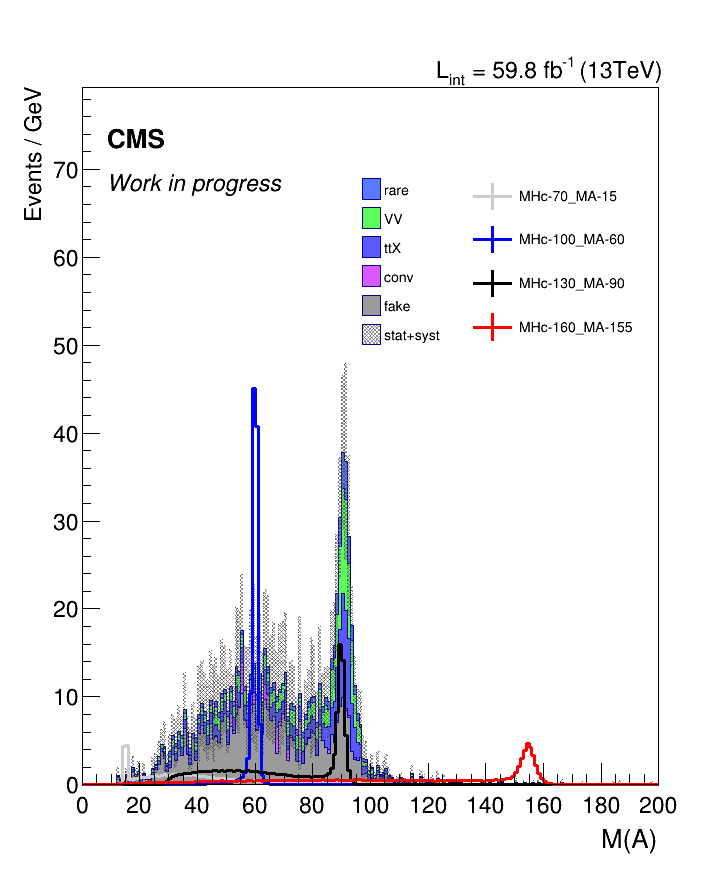 L_int = 59.8 fb^-1 (13TeV)
Events / GeV
CMS
Work in progress
rare
VV
ttX
conv
fake
stat+syst
MHc-70_MA-15
MHc-100_MA-60
MHc-130_MA-90
MHc-160_MA-155
70
60
50
40
30
20
10
0
0 20 40 60 80 100 120 140 160 180 200
M(A)